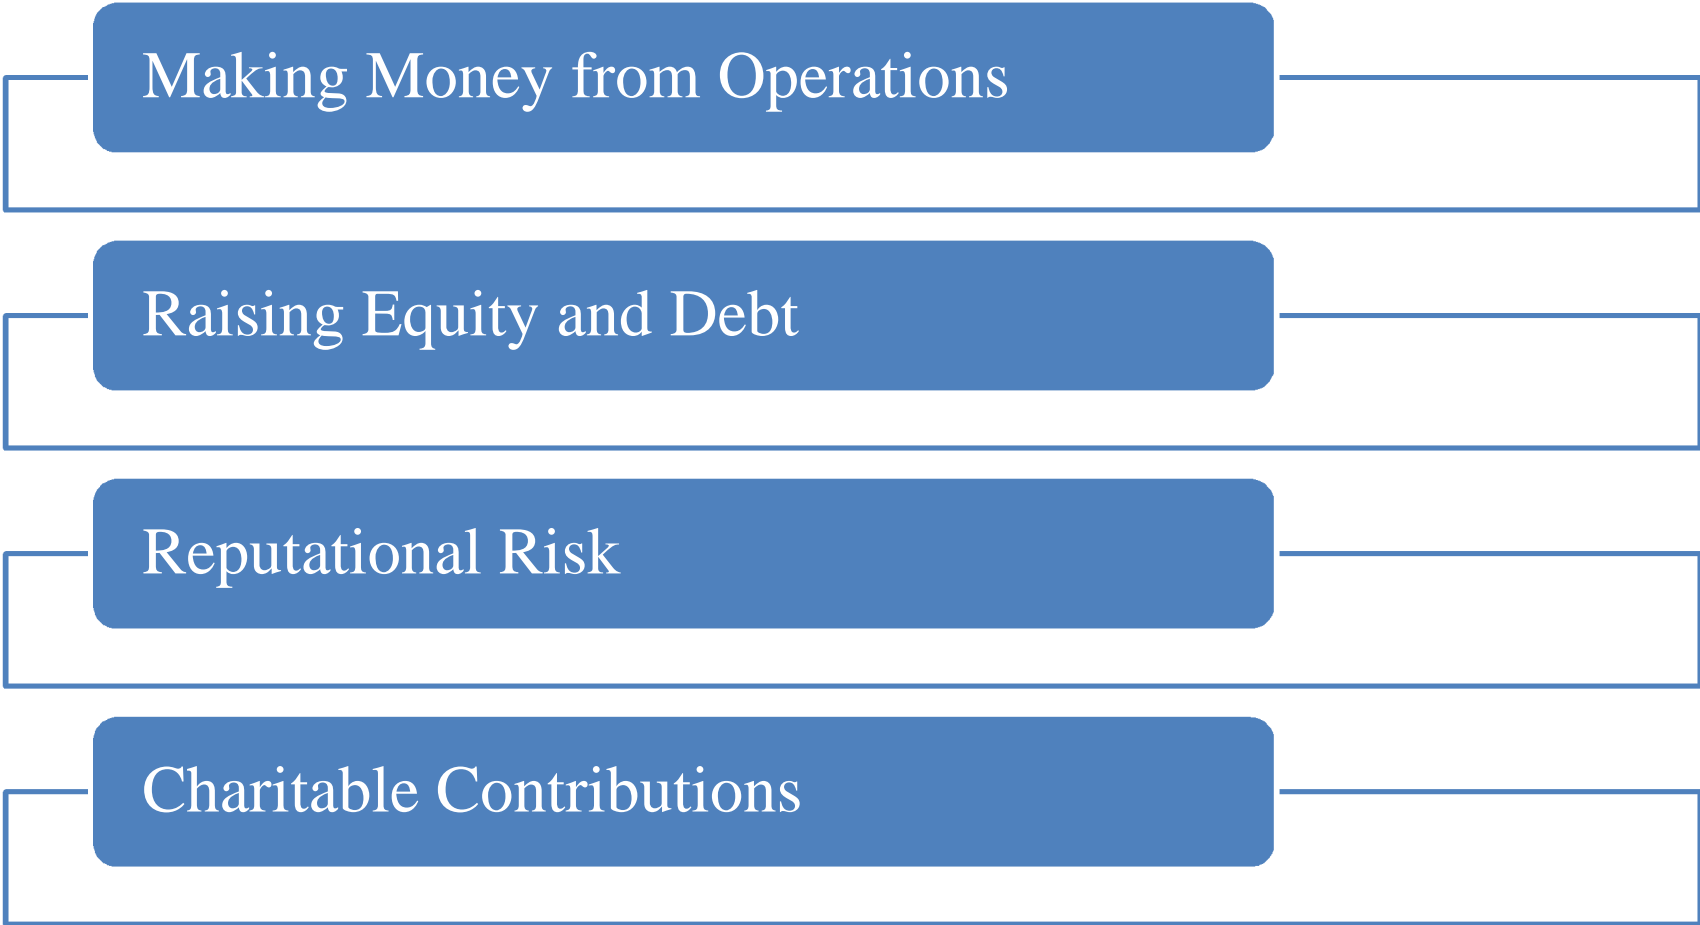 Making Money from Operations
Raising Equity and Debt
Reputational Risk
Charitable Contributions